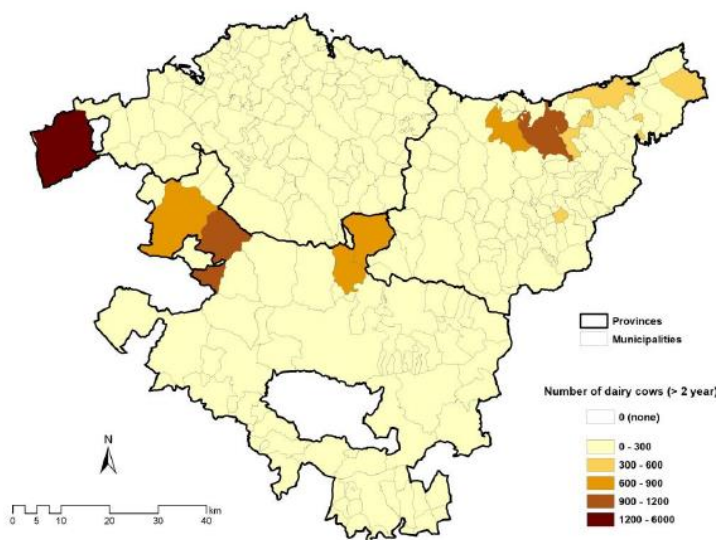 Provinces
Municipalities
Number of dairy cows (> 2 year)
0 (none)
0 - 300
300 - 600
600 - 900
900 - 1200
1200 - 6000
N
km
0 5 10 20 30 40